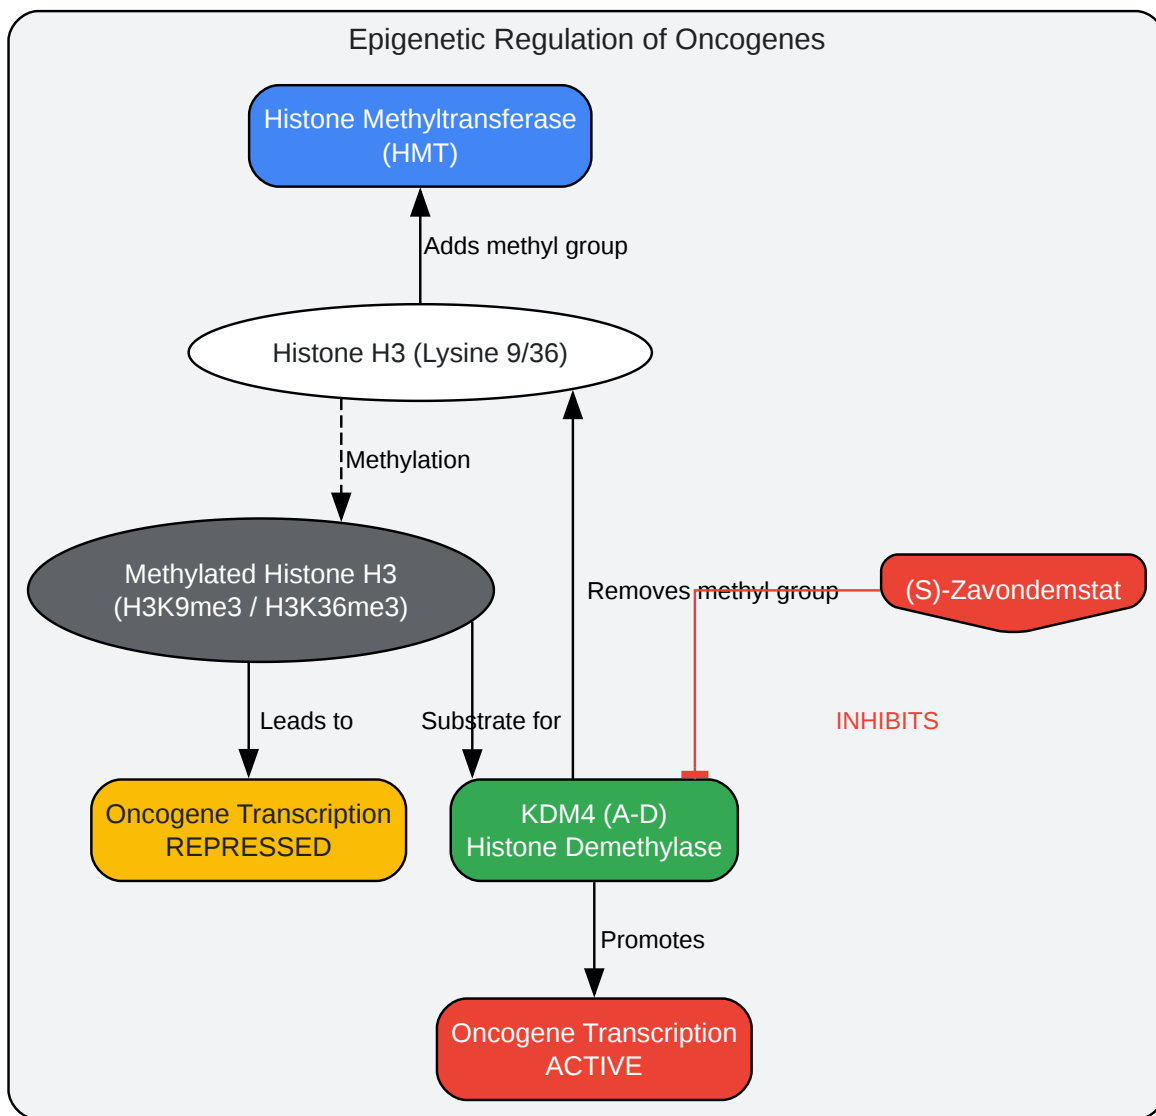 Epigenetic Regulation of Oncogenes
Histone Methyltransferase
(HMT)
Adds methyl group
Histone H3 (Lysine 9/36)
Methylation
Methylated Histone H3
(H3K9me3 / H3K36me3)
Removes methyl group
(S)-Zavondemstat
Leads to
Substrate for
INHIBITS
Oncogene Transcription
REPRESSED
KDM4 (A-D)
Histone Demethylase
Promotes
Oncogene Transcription
ACTIVE